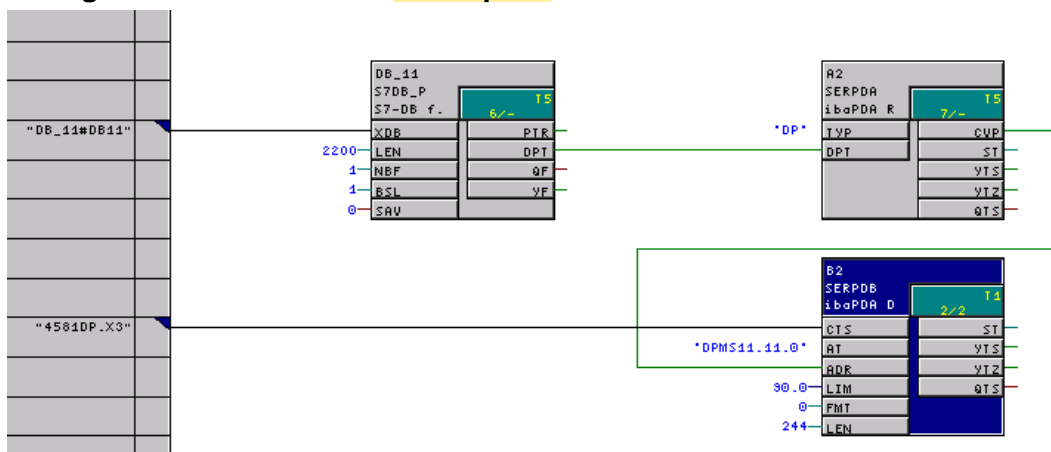 DB_11
S7DB_P
S7-DB f.
T5
6/-
"DB_11#DB11"
XDB
PTR
2200
LEN
DPT
1
NBF
QF
1
BSL
YF
0
SAV
A2
SERPDA
ibaPDA R
T5
7/-
"DP"
TYP
CVP
DPT
ST
YTS
YTZ
QTS
B2
SERPDB
ibaPDA D
T1
2/2
"4581DP.X3"
CTS
ST
"DPMS11.11.0"
AT
YTS
ADR
YTZ
90.0
LIM
QTS
0
FMT
244
LEN